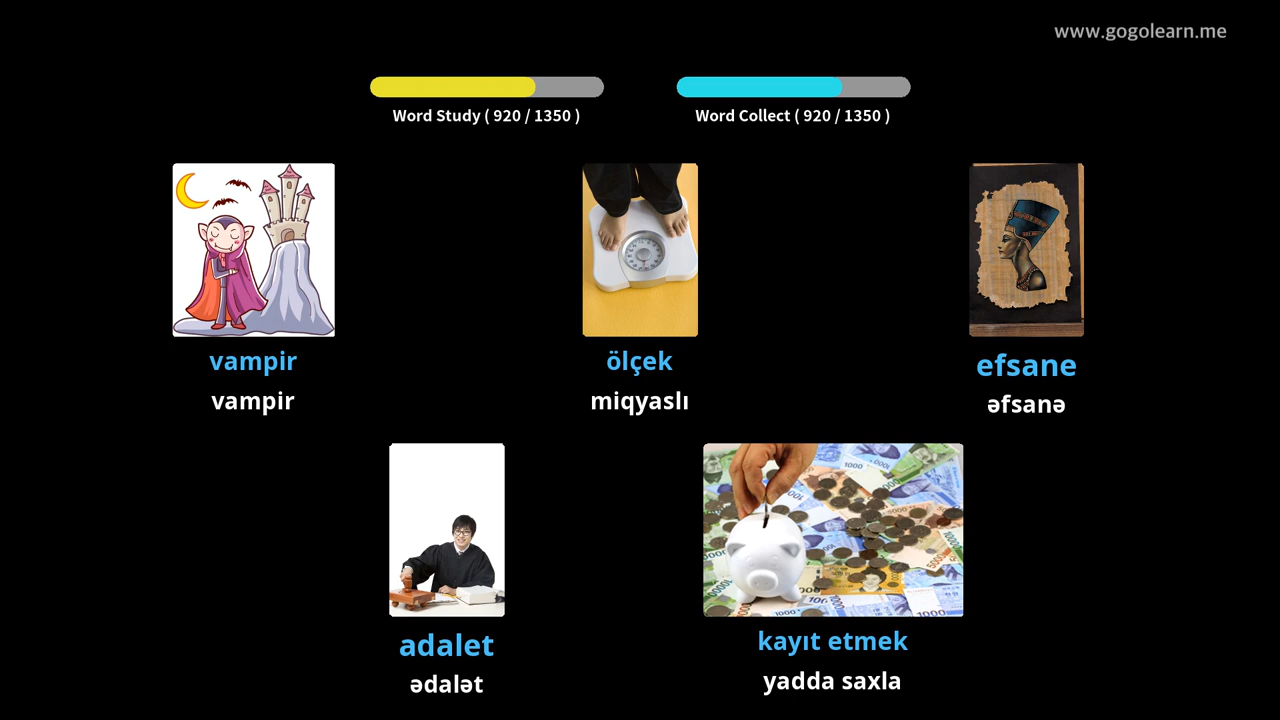 www.gogolearn.me
Word Study ( 920 / 1350 )
Word Collect ( 920 / 1350 )
vampir
vampir
ölçek
miqyaslı
efsane
əfsanə
adalet
ədalət
kayıt etmek
yadda saxla